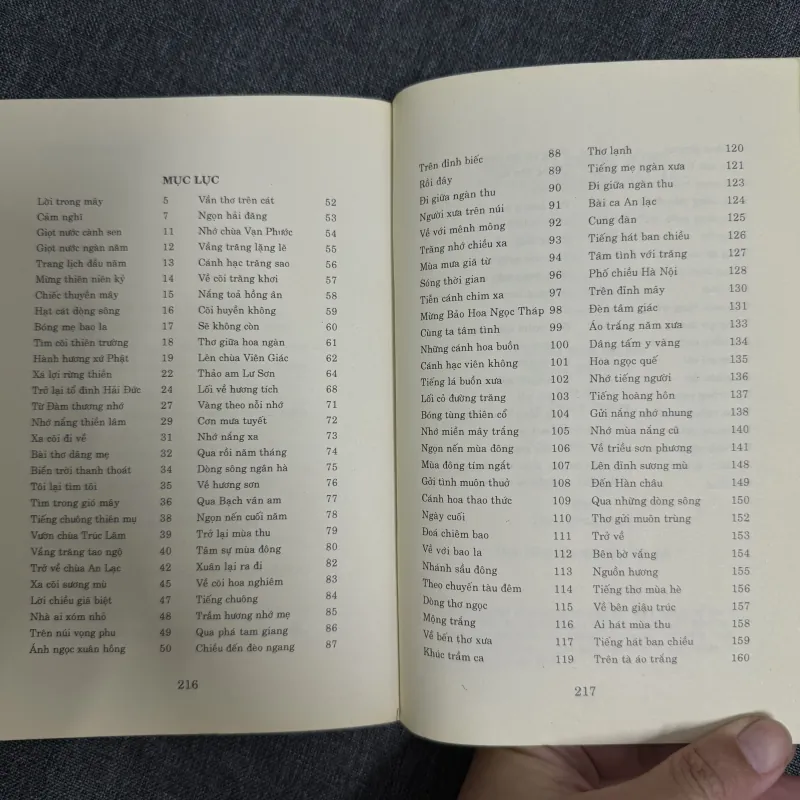 MỤC LỤC
Lời trong mây 5
Cảm nghĩ 7
Giọt nước cành sen 11
Giọt nước ngàn năm 12
Trang lịch đầu năm 13
Mừng thiên niên kỷ 14
Chiếc thuyền mây 15
Hạt cát dòng sông 16
Bóng mẹ bao la 17
Tìm cõi thiên trường 18
Hành hương xứ Phật 19
Xá lợi rừng thiền 22
Trở lại tổ đình Hải Đức 24
Từ Đàm thương nhớ 27
Nhớ nắng thiền lâm 29
Xa cõi đi về 31
Bài thơ dâng mẹ 32
Biển trời thanh thoát 34
Tôi lại tìm tôi 35
Tìm trong gió mây 36
Tiếng chuông thiên mụ 38
Vườn chùa Trúc Lâm 39
Vầng trăng tao ngộ 40
Trở về chùa An Lạc 42
Xa cõi sương mù 45
Lời chiều giã biệt 47
Nhà ai xóm nhỏ 48
Trên núi vọng phu 49
Ánh ngọc xuân hồng 50
Vần thơ trên cát 52
Ngọn hải đăng 53
Nhớ chùa Vạn Phước 54
Vầng trăng lặng lẽ 55
Cánh hạc trăng sao 56
Về cõi trăng khơi 57
Nắng toả hồng án 58
Cõi huyền không 59
Sẽ không còn 60
Thơ giữa hoa ngàn 61
Lên chùa Viên Giác 62
Thảo am Lư Sơn 64
Lối về hương tích 68
Vàng theo nỗi nhớ 71
Cơn mưa tuyết 72
Nhớ nắng xa 73
Qua rồi năm tháng 74
Dòng sông ngân hà 75
Về hương sơn 76
Qua Bạch vân am 77
Ngọn nến cuối năm 78
Trở lại mùa thu 79
Tâm sự mùa đông 80
Xuân lại ra đi 82
Về cõi hoa nghiêm 83
Tiếng chuông 84
Trầm hương nhớ mẹ 85
Qua phá tam giang 86
Chiều đến đèo ngang 87
216
Trên đỉnh biếc 88
Rồi đây 89
Đi giữa ngàn thu 90
Người xưa trên núi 91
Về với mênh mông 92
Trăng nhớ chiều xa 93
Mùa mưa giã từ 94
Sóng thời gian 96
Tiễn cánh chim xa 97
Mừng Bảo Hoa Ngọc Tháp 98
Cùng ta tâm tình 99
Những cánh hoa buồn 100
Cánh hạc viên không 101
Tiếng lá buồn xưa 102
Lối cỏ đường trăng 103
Bóng tùng thiên cổ 104
Nhớ miền mây trắng 105
Ngọn nến mùa đông 106
Mùa đông tím ngắt 107
Gởi tình muôn thuở 108
Cánh hoa thao thức 109
Ngày cuối 110
Đoá chiêm bao 111
Về với bao la 112
Nhánh sầu đông 113
Theo chuyến tàu đêm 114
Dòng thơ ngọc 115
Mộng trắng 116
Về bến thơ xưa 117
Khúc trầm ca 119
Thơ lạnh 120
Tiếng mẹ ngàn xưa 121
Đi giữa ngàn thu 123
Bài ca An lạc 124
Cung đàn 125
Tiếng hát ban chiều 126
Tâm tình với trăng 127
Phố chiều Hà Nội 128
Trên đỉnh mây 130
Đèn tâm giác 131
Áo trắng năm xưa 133
Dáng tấm y vàng 134
Hoa ngọc quế 135
Nhớ tiếng người 136
Tiếng hoàng hôn 137
Gửi nắng nhớ nhung 138
Nhớ mùa nắng cũ 140
Về triều sơn phương 141
Lên đỉnh sương mù 148
Đến Hàn châu 149
Qua những dòng sông 150
Thơ gửi muôn trùng 152
Trở về 153
Bên bờ vắng 154
Nguồn hương 155
Tiếng thơ mùa hè 156
Về bên giậu trúc 157
Ai hát mùa thu 158
Tiếng hát ban chiều 159
Trên tà áo trắng 160
217